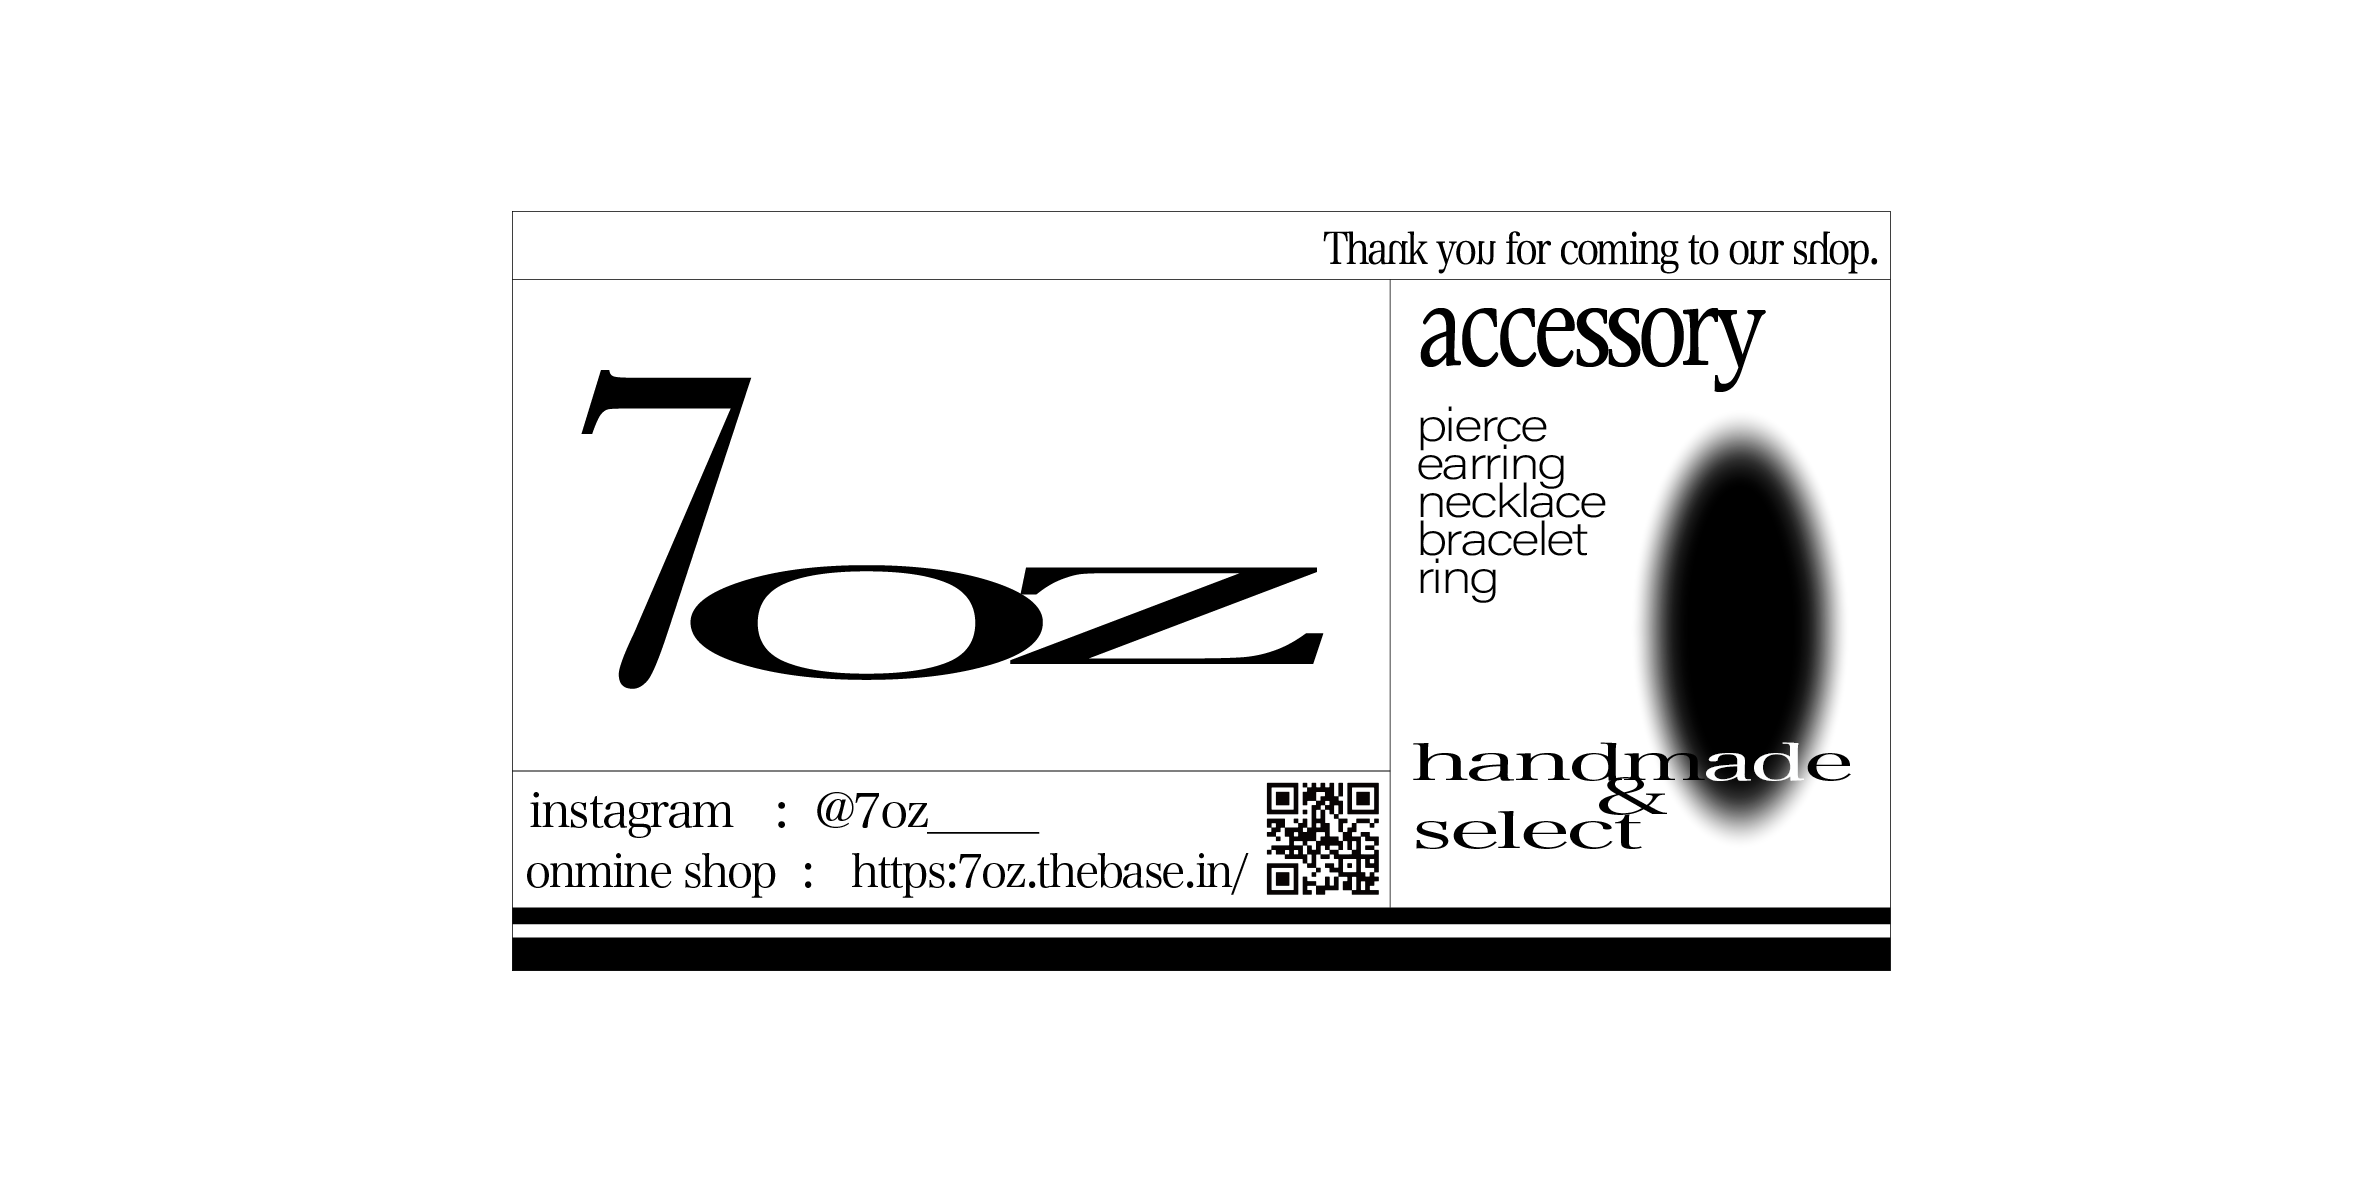 Thank you for coming to our shop.
7oz
accessory
pierce
earring
necklace
bracelet
ring
handmade
&
select
instagram : @7oz_____
onmine shop : https:7oz.thebase.in/